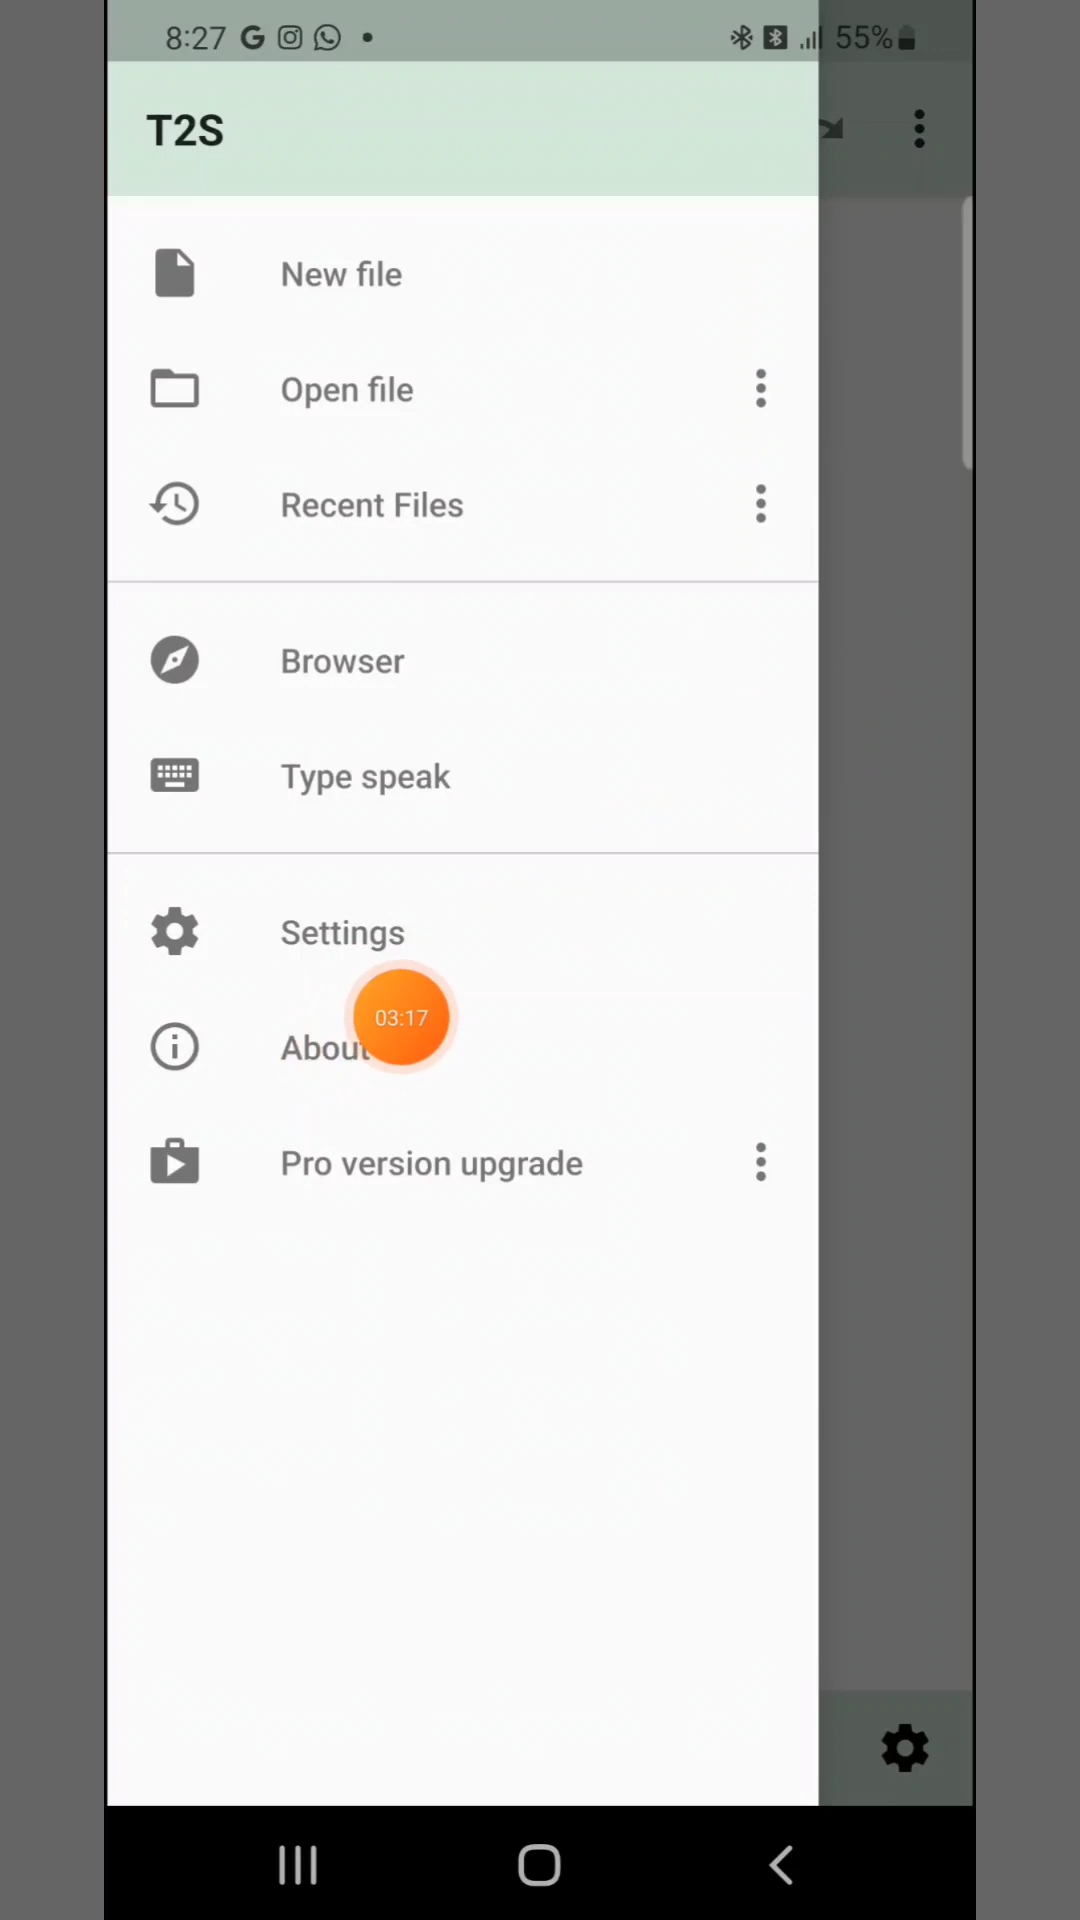 8:27 G 55%
T2S
New file
Open file
Recent Files
Browser
Type speak
Settings
03:17
About
Pro version upgrade